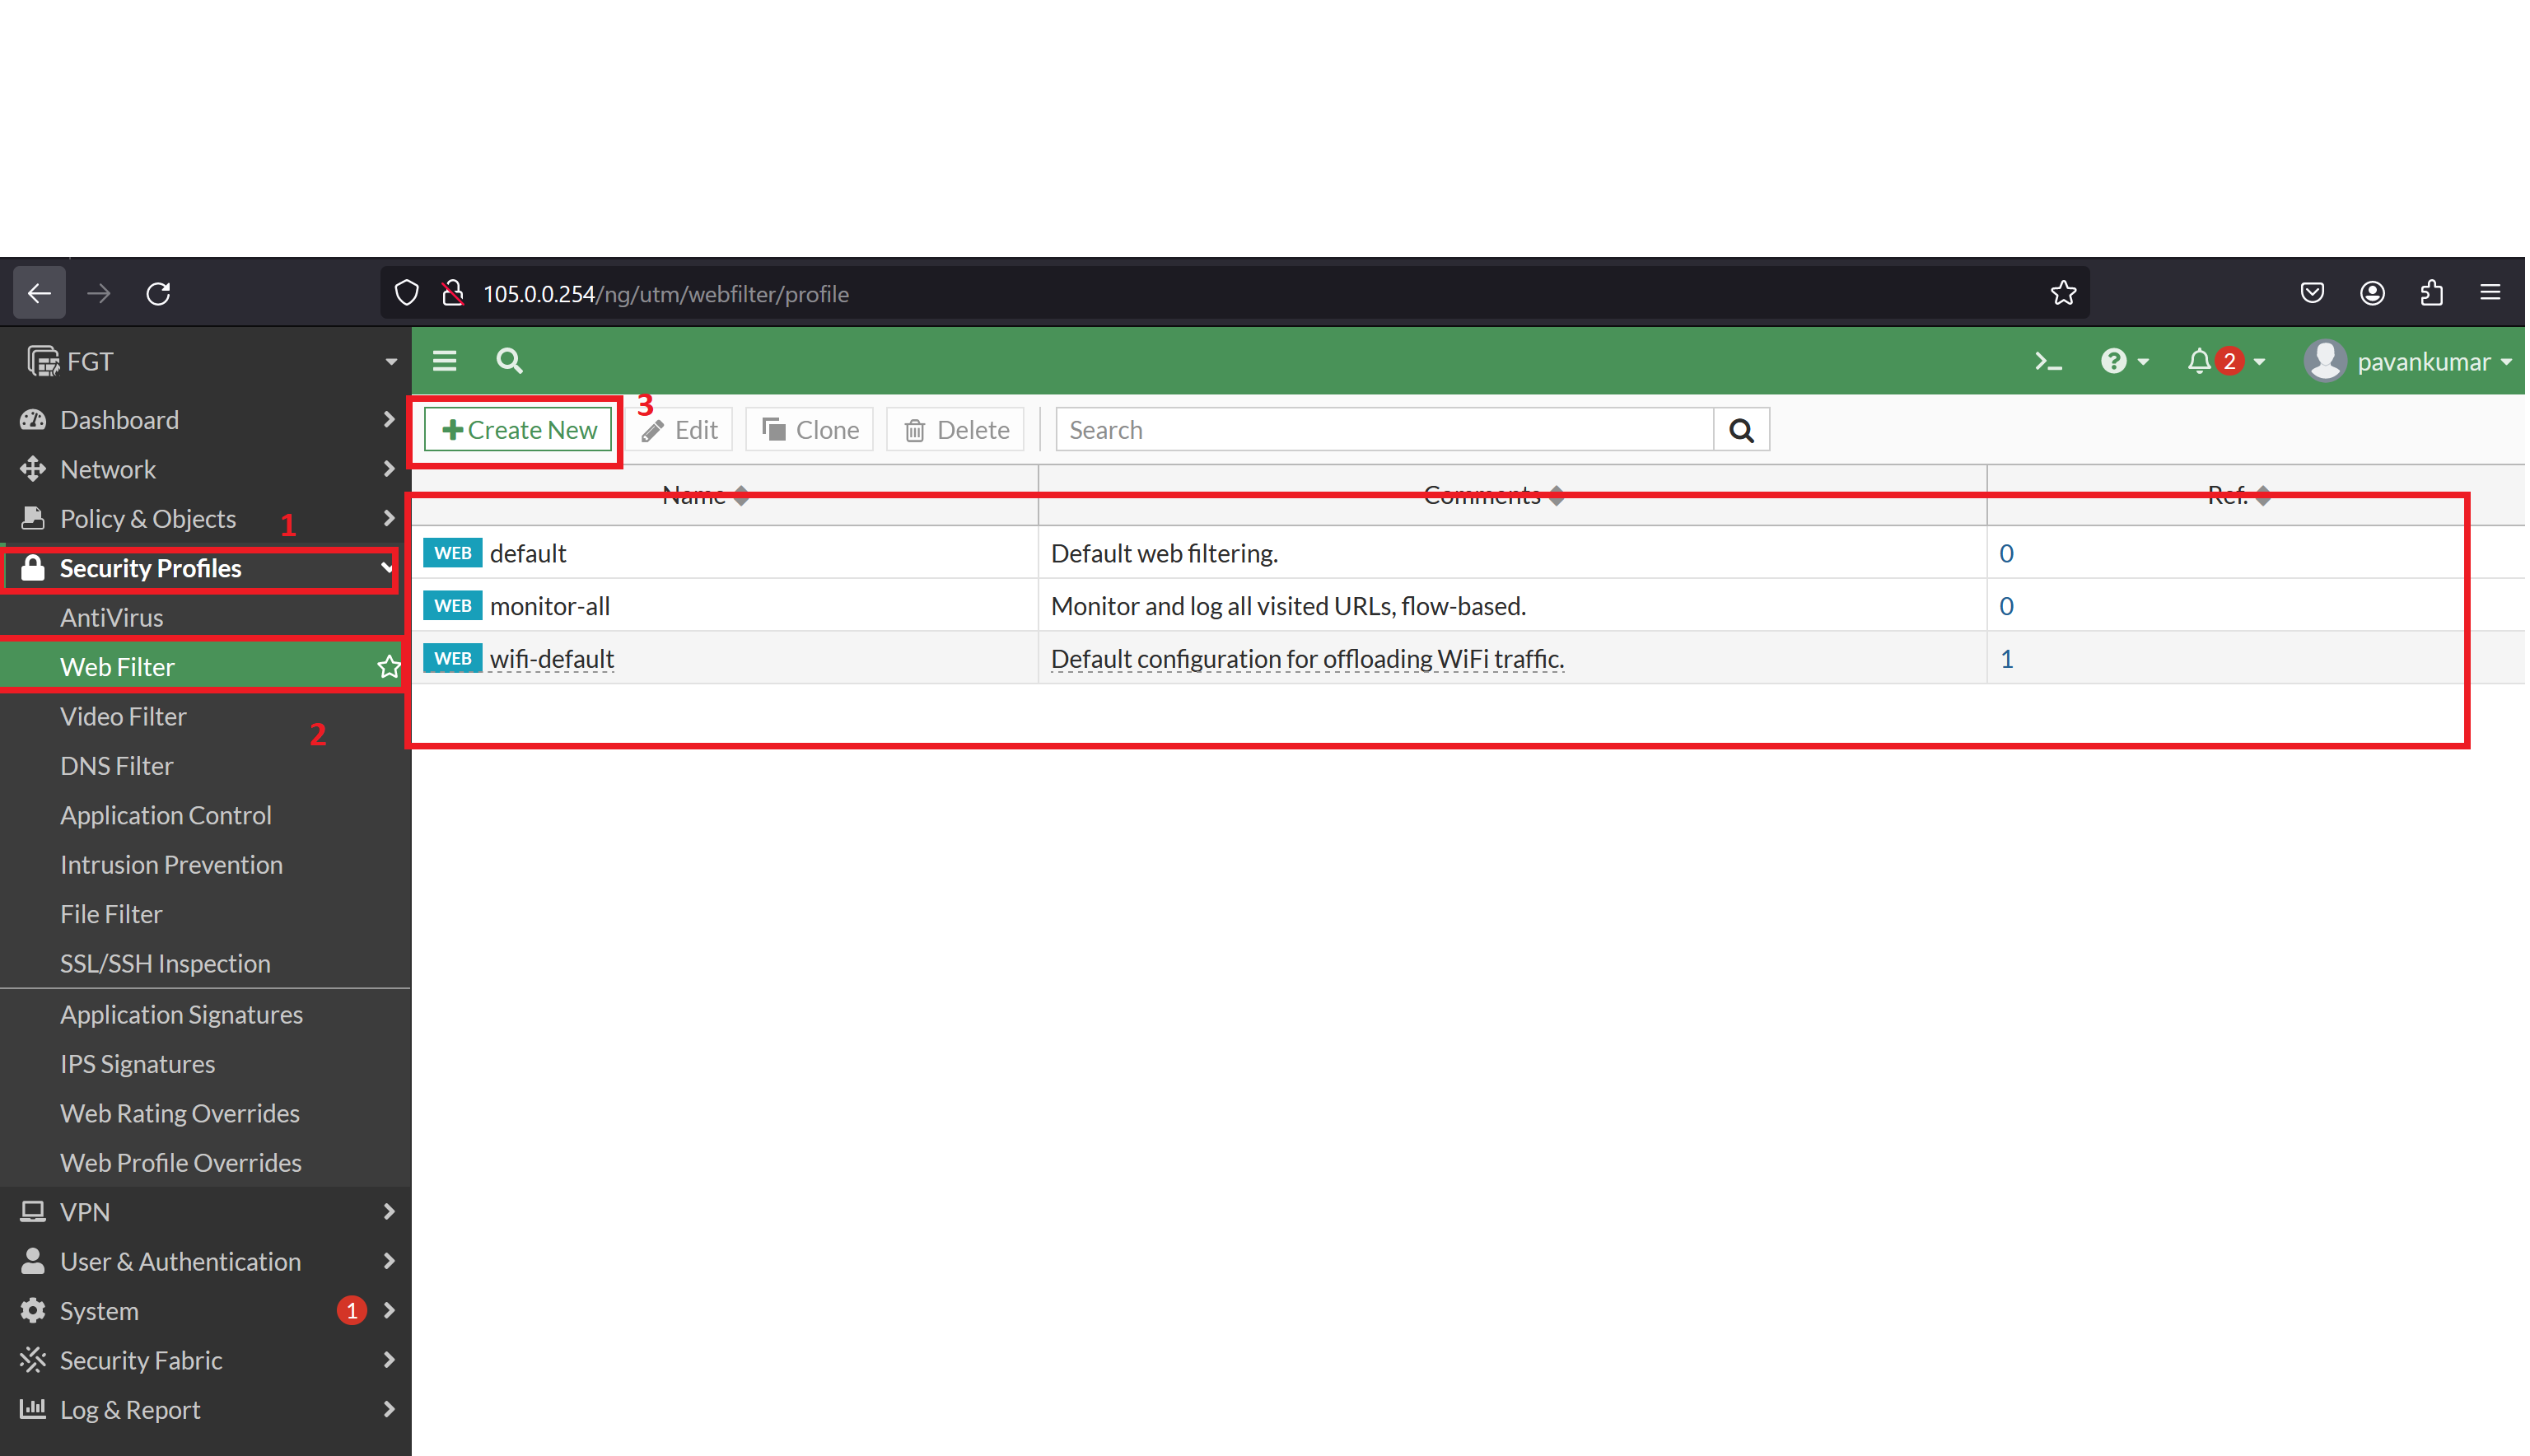 105.0.0.254/ng/utm/webfilter/profile
FGT
2
pavankumar
Dashboard
Network
Policy & Objects
1
Security Profiles
AntiVirus
Web Filter
Video Filter
2
DNS Filter
Application Control
Intrusion Prevention
File Filter
SSL/SSH Inspection
Application Signatures
IPS Signatures
Web Rating Overrides
Web Profile Overrides
VPN
User & Authentication
System 1
Security Fabric
Log & Report
Create New 3 Edit Clone Delete Search
Name Comments Ref.
WEB default Default web filtering. 0
WEB monitor-all Monitor and log all visited URLs, flow-based. 0
WEB wifi-default Default configuration for offloading WiFi traffic. 1